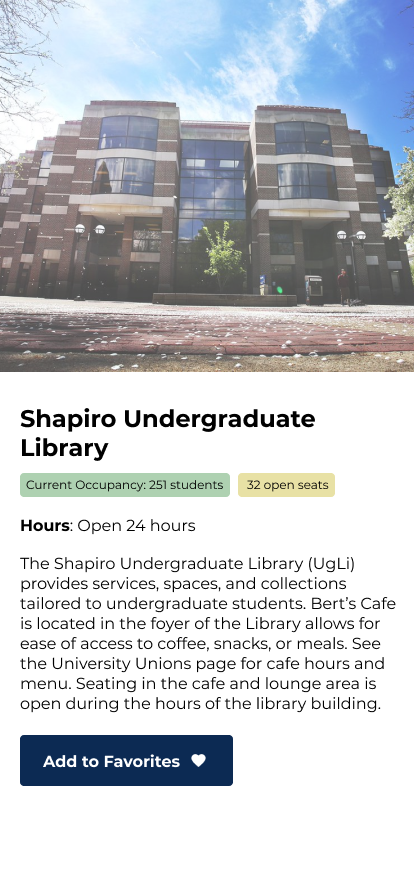 Shapiro Undergraduate
Library
Current Occupancy: 251 students
32 open seats
Hours: Open 24 hours
The Shapiro Undergraduate Library (UgLi)
provides services, spaces, and collections
tailored to undergraduate students. Bert’s Cafe
is located in the foyer of the Library allows for
ease of access to coffee, snacks, or meals. See
the University Unions page for cafe hours and
menu. Seating in the cafe and lounge area is
open during the hours of the library building.
Add to Favorites